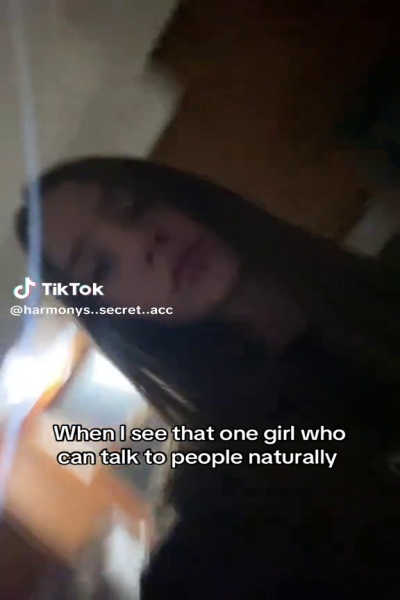 TikTok
@harmonys..secret..acc
When I see that one girl who
can talk to people naturally